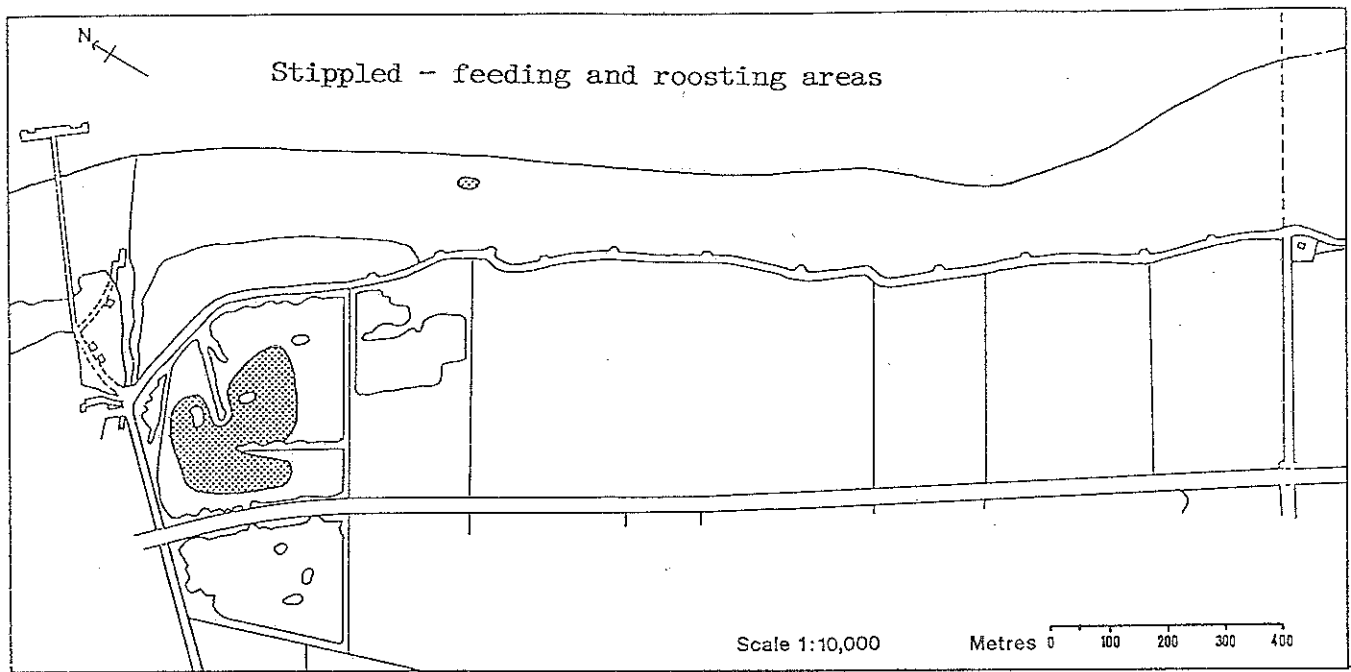 N
Stippled - feeding and roosting areas
Scale 1:10,000 Metres 0 100 200 300 400